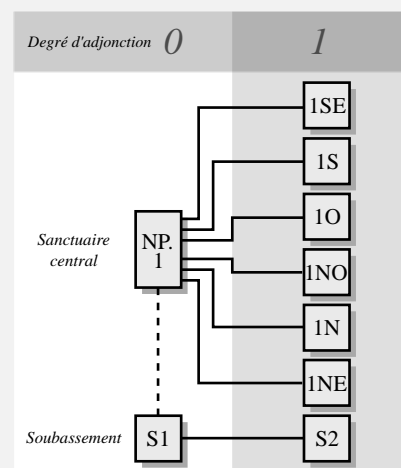 Degré d'adjonction 0 1
1SE
1S
1O
Sanctuaire
central
NP.
1
1NO
1N
1NE
Soubassement S1 S2